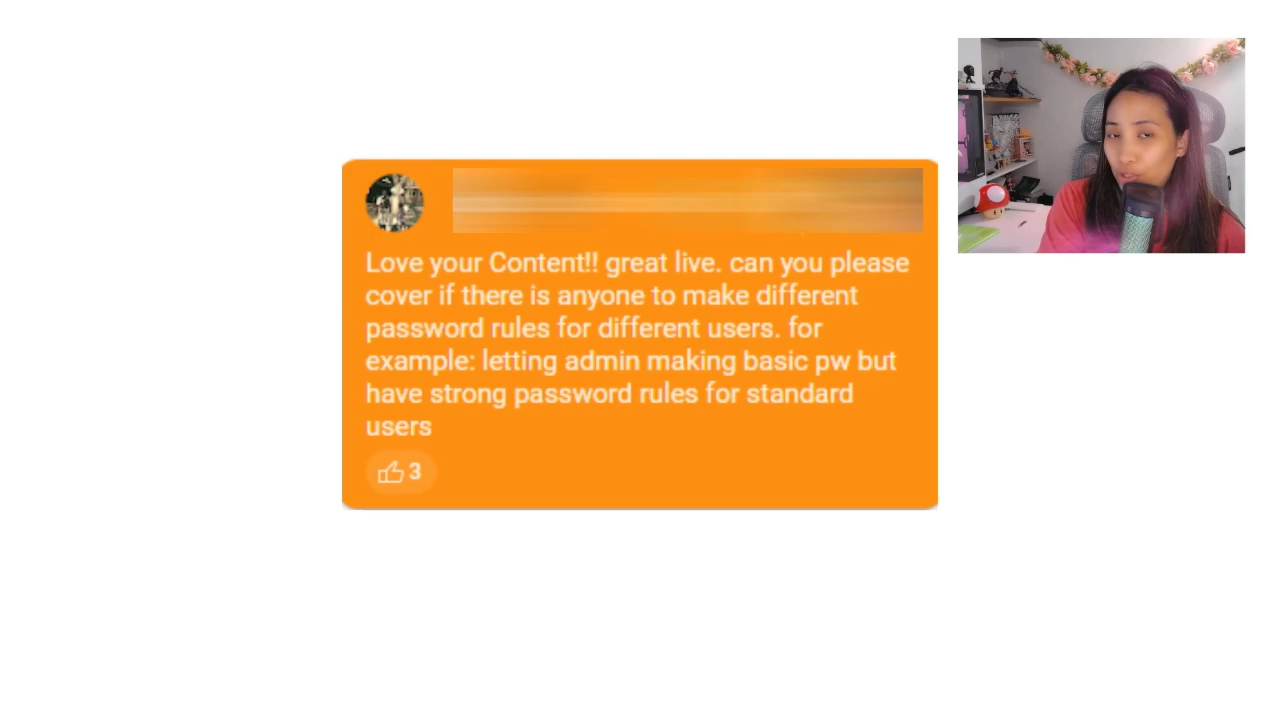 Love your Content!! great live. can you please
cover if there is anyone to make different
password rules for different users. for
example: letting admin making basic pw but
have strong password rules for standard
users
3